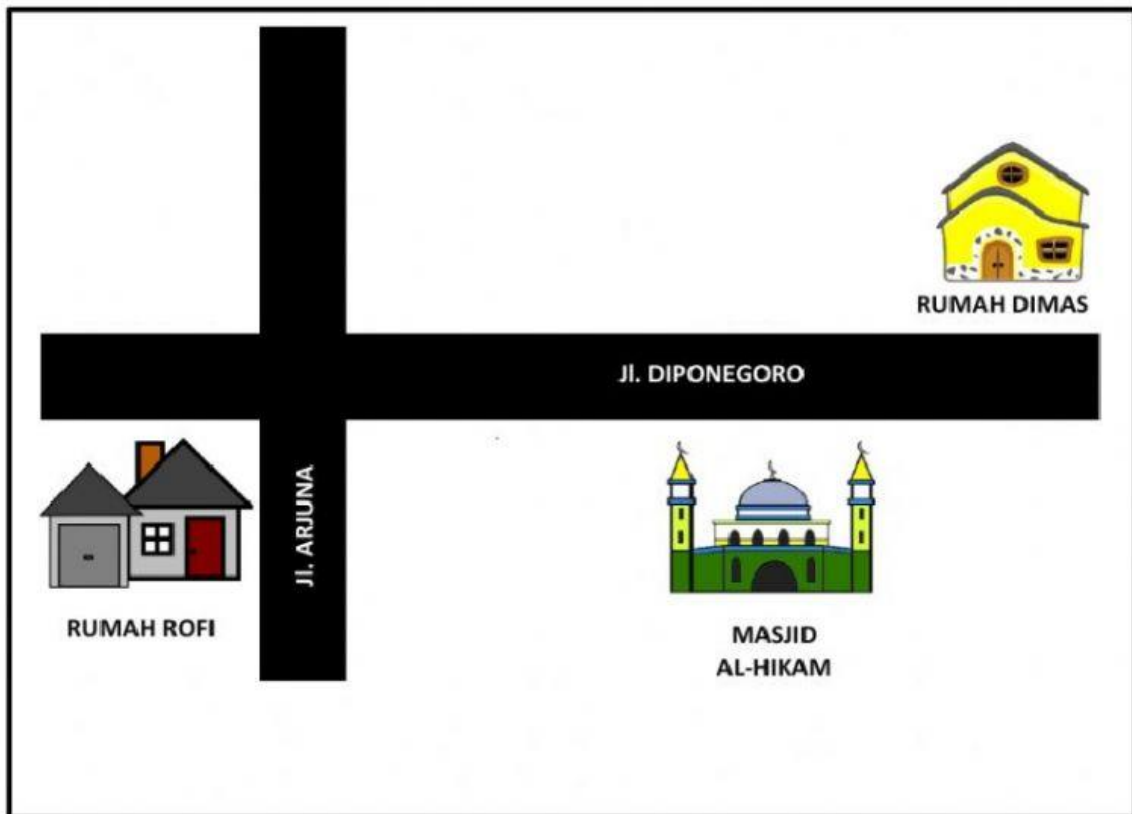 RUMAH DIMAS
Jl. DIPONEGORO
Jl. ARJUNA
RUMAH ROFI
MASJID
AL-HIKAM